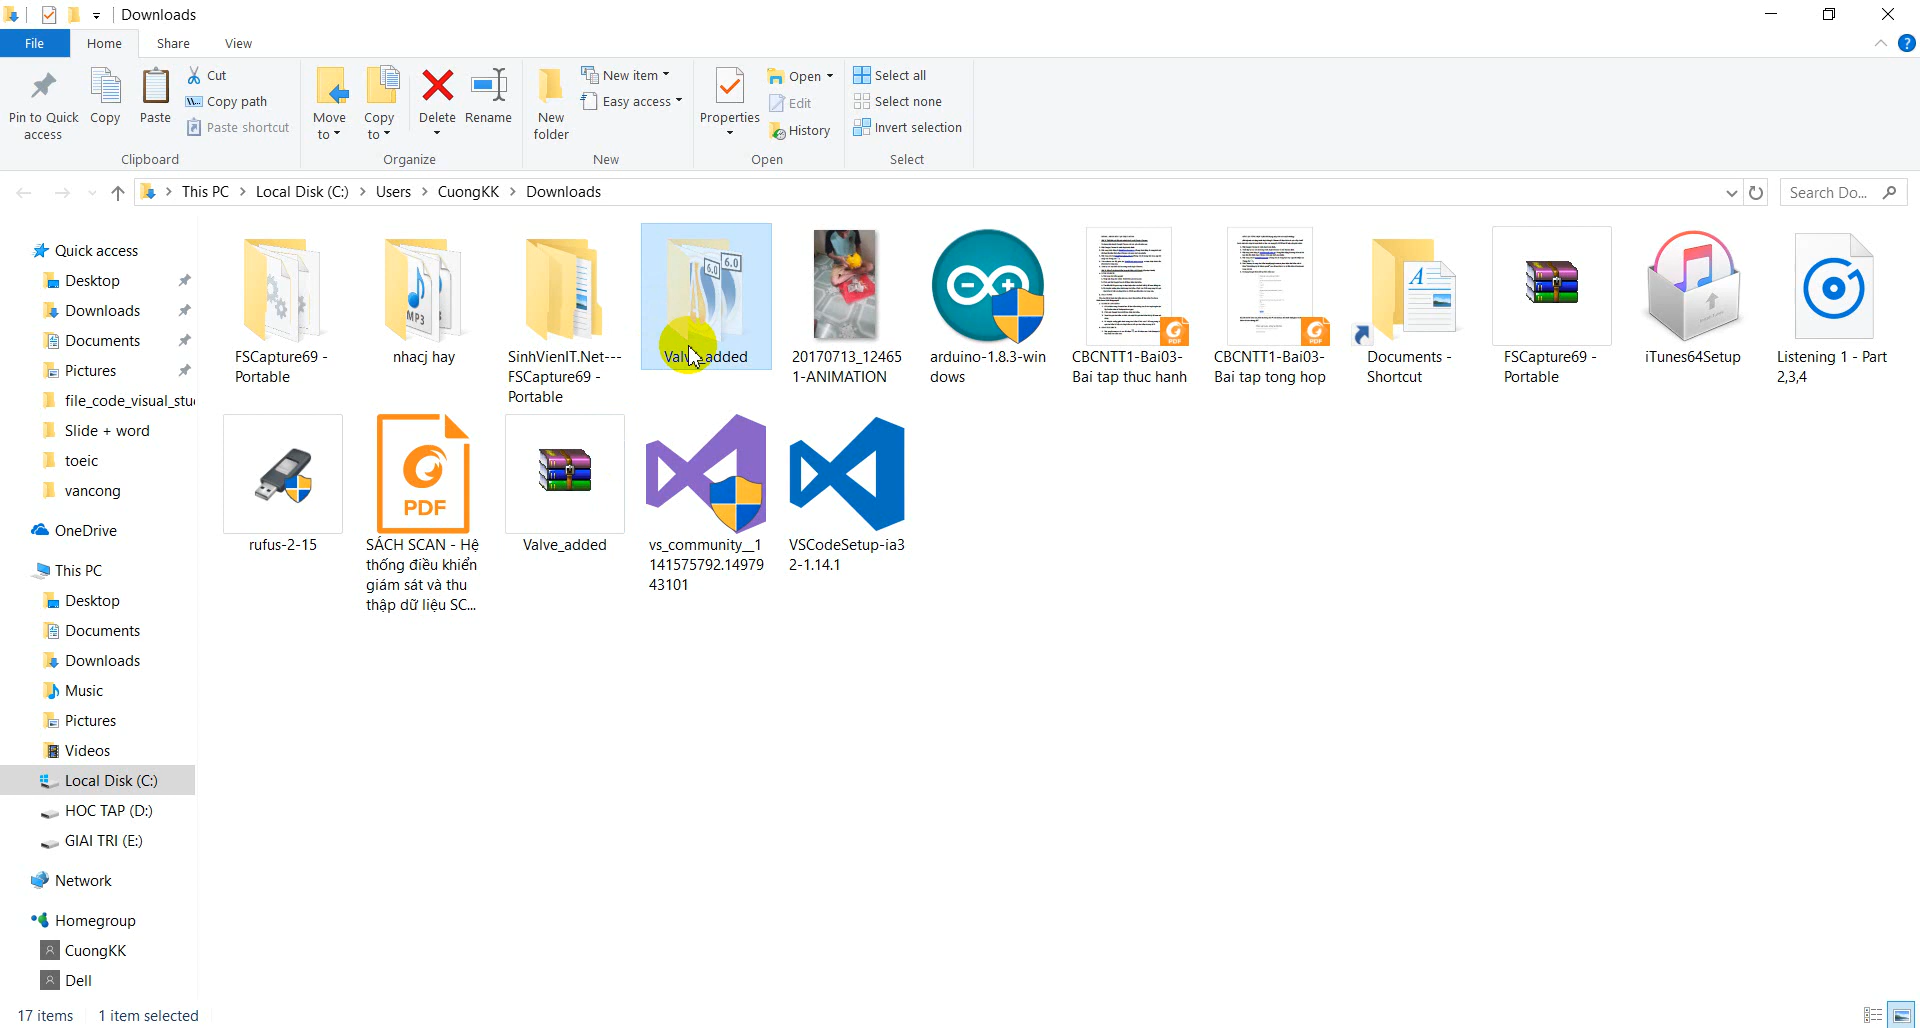 Downloads
File Home Share View
Pin to Quick access
Copy
Paste
Cut
Copy path
Paste shortcut
Clipboard
Move to
Copy to
Delete
Rename
Organize
New folder
New item
Easy access
New
Properties
Open
Edit
History
Open
Select all
Select none
Invert selection
Select
This PC > Local Disk (C:) > Users > CuongKK > Downloads
Search Do...
Quick access
Desktop
Downloads
Documents
Pictures
file_code_visual_stu
Slide + word
toeic
vancong
OneDrive
This PC
Desktop
Documents
Downloads
Music
Pictures
Videos
Local Disk (C:)
HOC TAP (D:)
GIAI TRI (E:)
Network
Homegroup
CuongKK
Dell
FSCapture69 -
Portable
MP3
nhacj hay
SinhVienIT.Net---
FSCapture69 -
Portable
6.0
6.0
Valve_added
20170713_12465
1-ANIMATION
arduino-1.8.3-win
dows
PDF
CBCNTT1-Bai03-
Bai tap thuc hanh
PDF
CBCNTT1-Bai03-
Bai tap tong hop
Documents -
Shortcut
FSCapture69 -
Portable
iTunes64Setup
Listening 1 - Part
2,3,4
rufus-2-15
PDF
SÁCH SCAN - Hệ
thống điều khiển
giám sát và thu
thập dữ liệu SC...
Valve_added
vs_community__1
141575792.14979
43101
VSCodeSetup-ia3
2-1.14.1
17 items 1 item selected